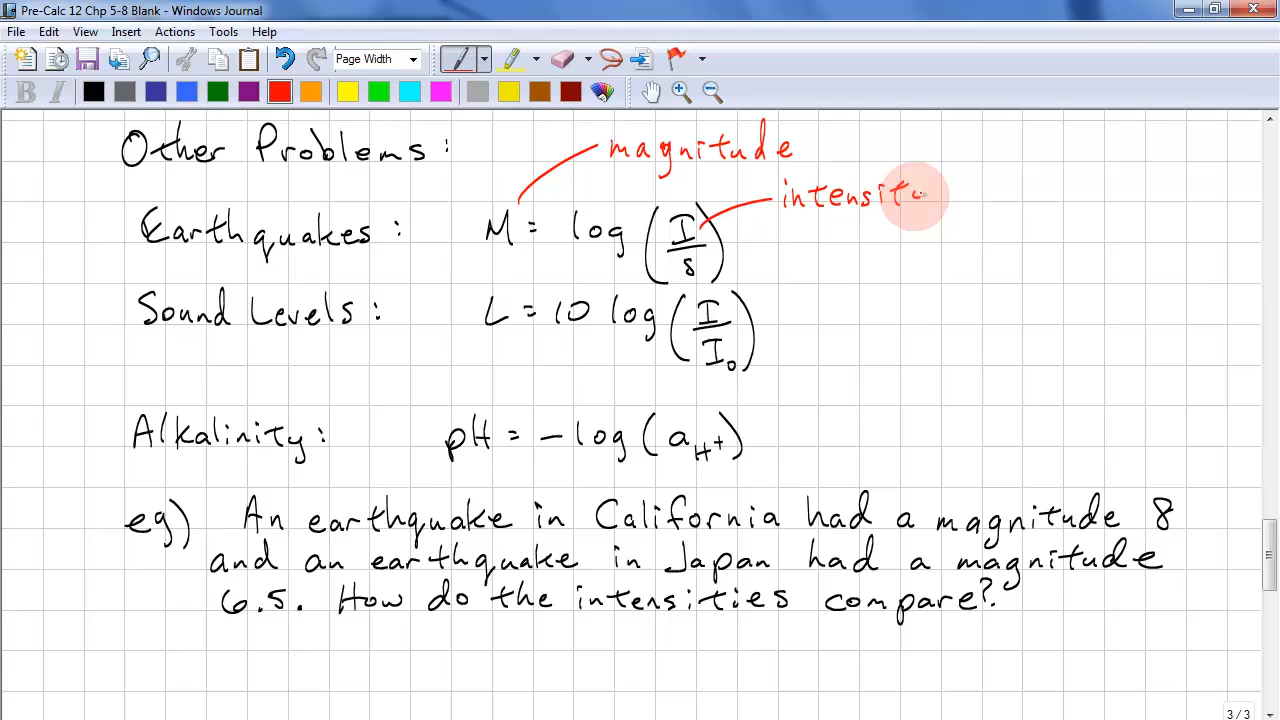 Pre-Calc 12 Chp 5-8 Blank - Windows Journal
File Edit View Insert Actions Tools Help
Page Width
B I
Other Problems:
magnitude
intensity
Earthquakes: M = log (I/S)
Sound Levels: L = 10 log (I/I₀)
Alkalinity: pH = - log (a_H⁺)
eg) An earthquake in California had a magnitude 8
and an earthquake in Japan had a magnitude
6.5. How do the intensities compare?
3/3